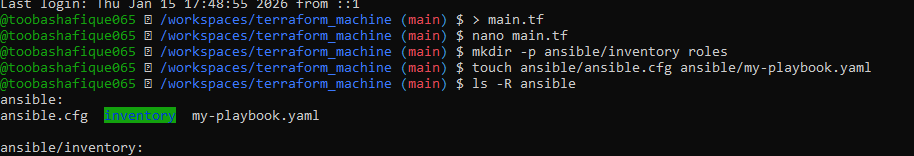 Last login: Thu Jan 15 17:48:55 2026 from ::1
@toobashafique065 /workspaces/terraform_machine (main) $ > main.tf
@toobashafique065 /workspaces/terraform_machine (main) $ nano main.tf
@toobashafique065 /workspaces/terraform_machine (main) $ mkdir -p ansible/inventory roles
@toobashafique065 /workspaces/terraform_machine (main) $ touch ansible/ansible.cfg ansible/my-playbook.yaml
@toobashafique065 /workspaces/terraform_machine (main) $ ls -R ansible
ansible:
ansible.cfg  inventory  my-playbook.yaml
ansible/inventory: